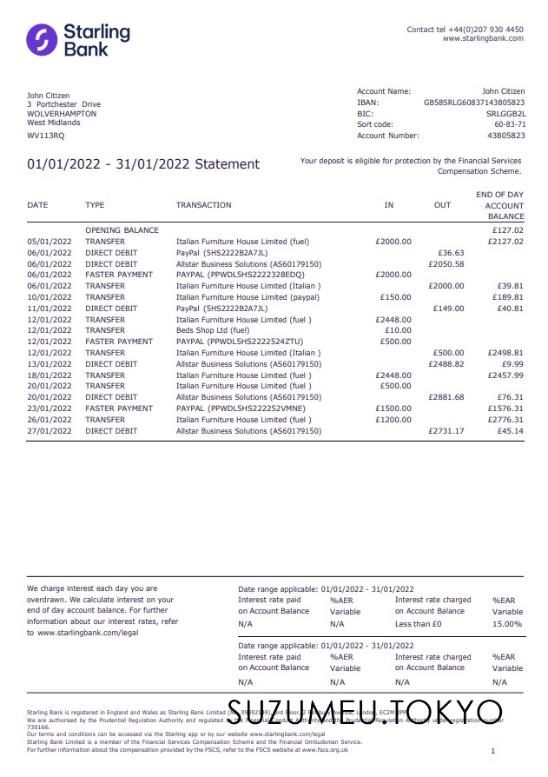 Starling
Bank
Contact tel +44(0)207 930 4450
www.starlingbank.com
John Citizen
3 Portchester Drive
WOLVERHAMPTON
West Midlands
WV113RQ
Account Name: John Citizen
IBAN: GB58SRLG60837143805823
BIC: SRLGGB2L
Sort code: 60-83-71
Account Number: 43805823
01/01/2022 - 31/01/2022 Statement
Your deposit is eligible for protection by the Financial Services
Compensation Scheme.
DATE TYPE TRANSACTION IN OUT END OF DAY ACCOUNT BALANCE
OPENING BALANCE £127.02
05/01/2022 TRANSFER Italian Furniture House Limited (fuel) £2000.00 £2127.02
06/01/2022 DIRECT DEBIT PayPal (5HS2222B2A7JL) £36.63
06/01/2022 DIRECT DEBIT Allstar Business Solutions (AS60179150) £2050.58
06/01/2022 FASTER PAYMENT PAYPAL (PPWDL5HS2222328EDQ) £2000.00
06/01/2022 TRANSFER Italian Furniture House Limited (Italian ) £2000.00 £39.81
10/01/2022 TRANSFER Italian Furniture House Limited (paypal) £150.00 £189.81
11/01/2022 DIRECT DEBIT PayPal (5HS2222B2A7JL) £149.00 £40.81
12/01/2022 TRANSFER Italian Furniture House Limited (fuel ) £2448.00
12/01/2022 TRANSFER Beds Shop Ltd (fuel) £10.00
12/01/2022 FASTER PAYMENT PAYPAL (PPWDL5HS2222524ZTU) £500.00
12/01/2022 TRANSFER Italian Furniture House Limited (Italian ) £500.00 £2498.81
13/01/2022 DIRECT DEBIT Allstar Business Solutions (AS60179150) £2488.82 £9.99
18/01/2022 TRANSFER Italian Furniture House Limited (fuel ) £2448.00 £2457.99
20/01/2022 TRANSFER Italian Furniture House Limited (fuel ) £500.00
20/01/2022 DIRECT DEBIT Allstar Business Solutions (AS60179150) £2881.68 £76.31
23/01/2022 FASTER PAYMENT PAYPAL (PPWDL5HS222252VMNE) £1500.00 £1576.31
26/01/2022 TRANSFER Italian Furniture House Limited (fuel ) £1200.00 £2776.31
27/01/2022 DIRECT DEBIT Allstar Business Solutions (AS60179150) £2731.17 £45.14
We charge interest each day you are
overdrawn. We calculate interest on your
end of day account balance. For further
information about our interest rates, refer
to www.starlingbank.com/legal
Date range applicable: 01/01/2022 - 31/01/2022
Interest rate paid %AER Interest rate charged %EAR
on Account Balance Variable on Account Balance Variable
N/A N/A Less than £0 15.00%
Date range applicable: 01/01/2022 - 31/01/2022
Interest rate paid %AER Interest rate charged %EAR
on Account Balance Variable on Account Balance Variable
N/A N/A N/A N/A
SUZUMEU.TOKYO
Starling Bank is registered in England and Wales as Starling Bank Limited
We are authorised by the Prudential Regulation Authority and regulated by the Financial Conduct Authority and the Prudential Regulation Authority under registration number
730166.
Our terms and conditions can be accessed via the Starling app or by our website www.starlingbank.com/legal
Starling Bank Limited is a member of the Financial Services Compensation Scheme and the Financial Ombudsman Service.
For further information about the compensation provided by the FSCS, refer to the website at www.fscs.org.uk
1